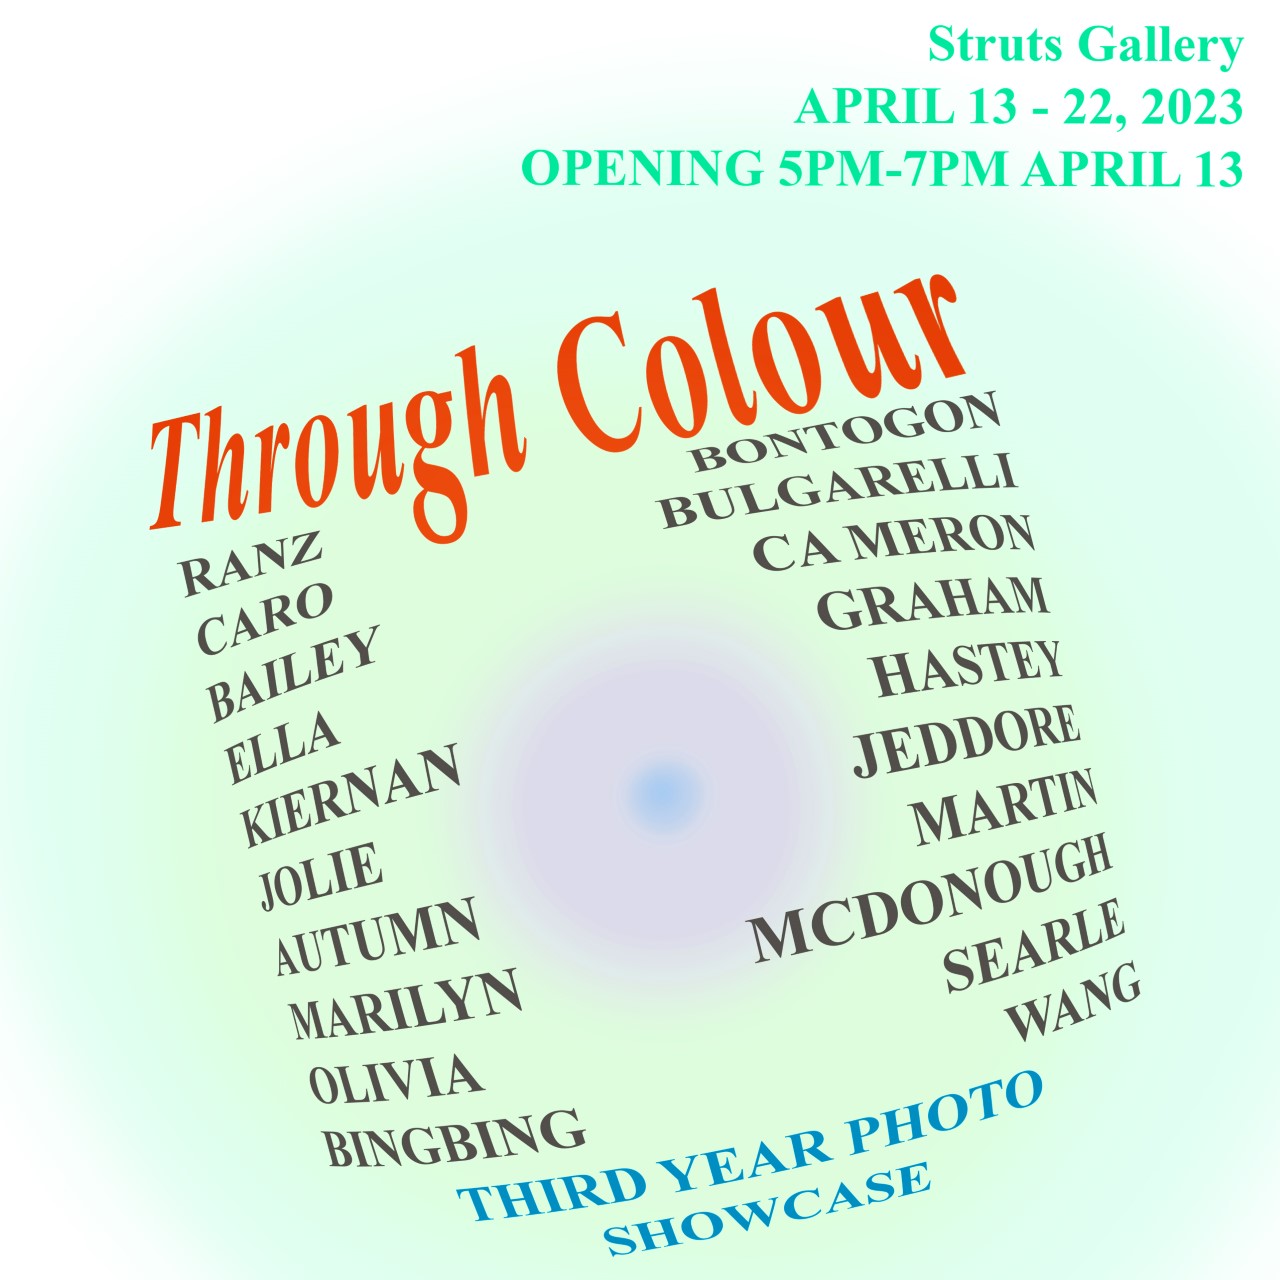 Struts Gallery
APRIL 13 - 22, 2023
OPENING 5PM-7PM APRIL 13
Through Colour
RANZ BONTOGON
CARO BULGARELLI
BAILEY CA MERON
ELLA GRAHAM
KIERNAN HASTEY
JOLIE JEDDORE
AUTUMN MARTIN
MARILYN MCDONOUGH
OLIVIA SEARLE
BINGBING WANG
THIRD YEAR PHOTO
SHOWCASE